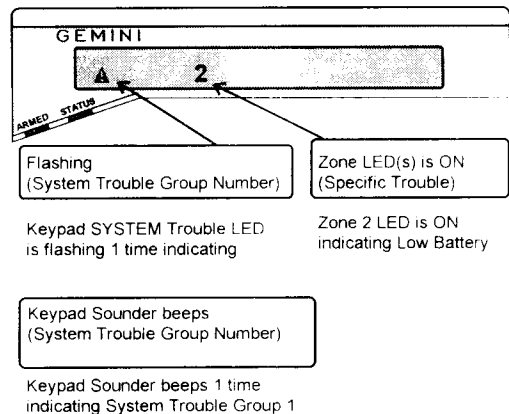 GEMINI
2
ARMED STATUS
Flashing
(System Trouble Group Number)
Zone LED(s) is ON
(Specific Trouble)
Keypad SYSTEM Trouble LED
is flashing 1 time indicating
Zone 2 LED is ON
indicating Low Battery
Keypad Sounder beeps
(System Trouble Group Number)
Keypad Sounder beeps 1 time
indicating System Trouble Group 1